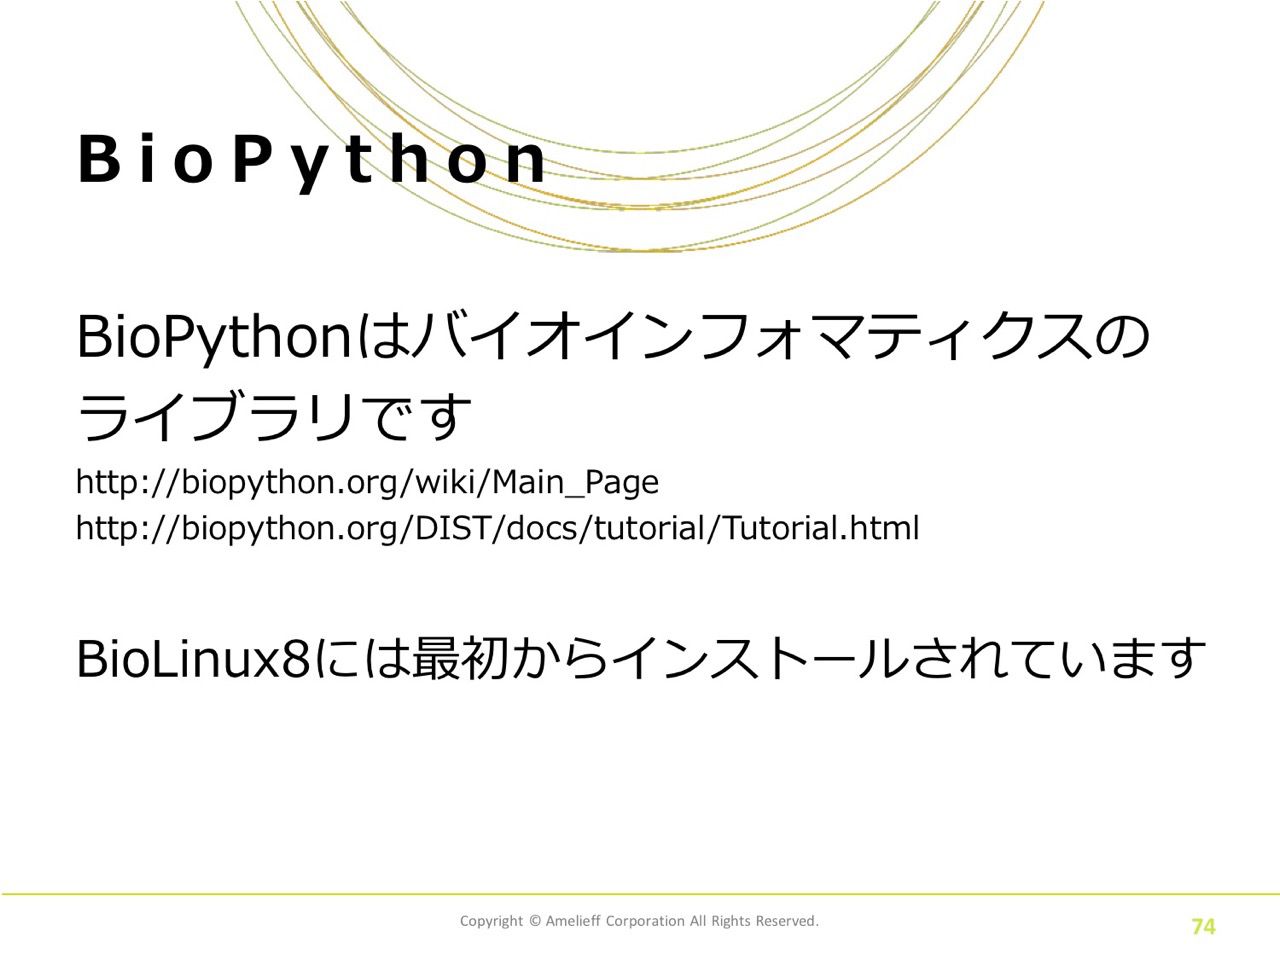 BioPython
BioPythonはバイオインフォマティクスの
ライブラリです
http://biopython.org/wiki/Main_Page
http://biopython.org/DIST/docs/tutorial/Tutorial.html
BioLinux8には最初からインストールされています
Copyright © Amelieff Corporation All Rights Reserved.
74